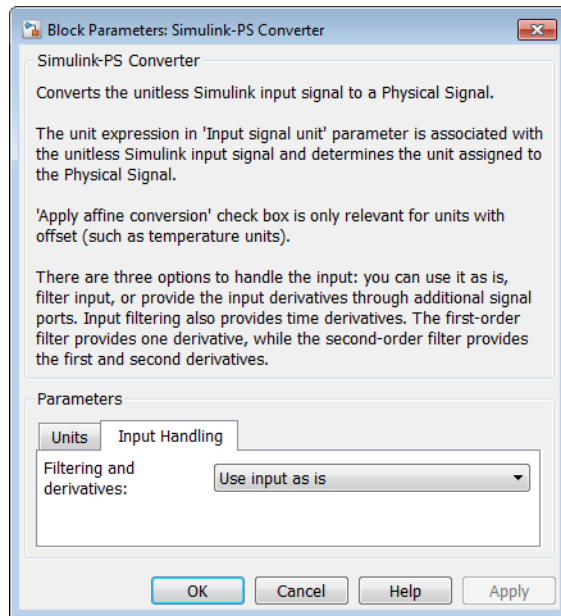 Block Parameters: Simulink-PS Converter
Simulink-PS Converter
Converts the unitless Simulink input signal to a Physical Signal.
The unit expression in 'Input signal unit' parameter is associated with
the unitless Simulink input signal and determines the unit assigned to
the Physical Signal.
'Apply affine conversion' check box is only relevant for units with
offset (such as temperature units).
There are three options to handle the input: you can use it as is,
filter input, or provide the input derivatives through additional signal
ports. Input filtering also provides time derivatives. The first-order
filter provides one derivative, while the second-order filter provides
the first and second derivatives.
Parameters
Units Input Handling
Filtering and
derivatives:
Use input as is
OK Cancel Help Apply